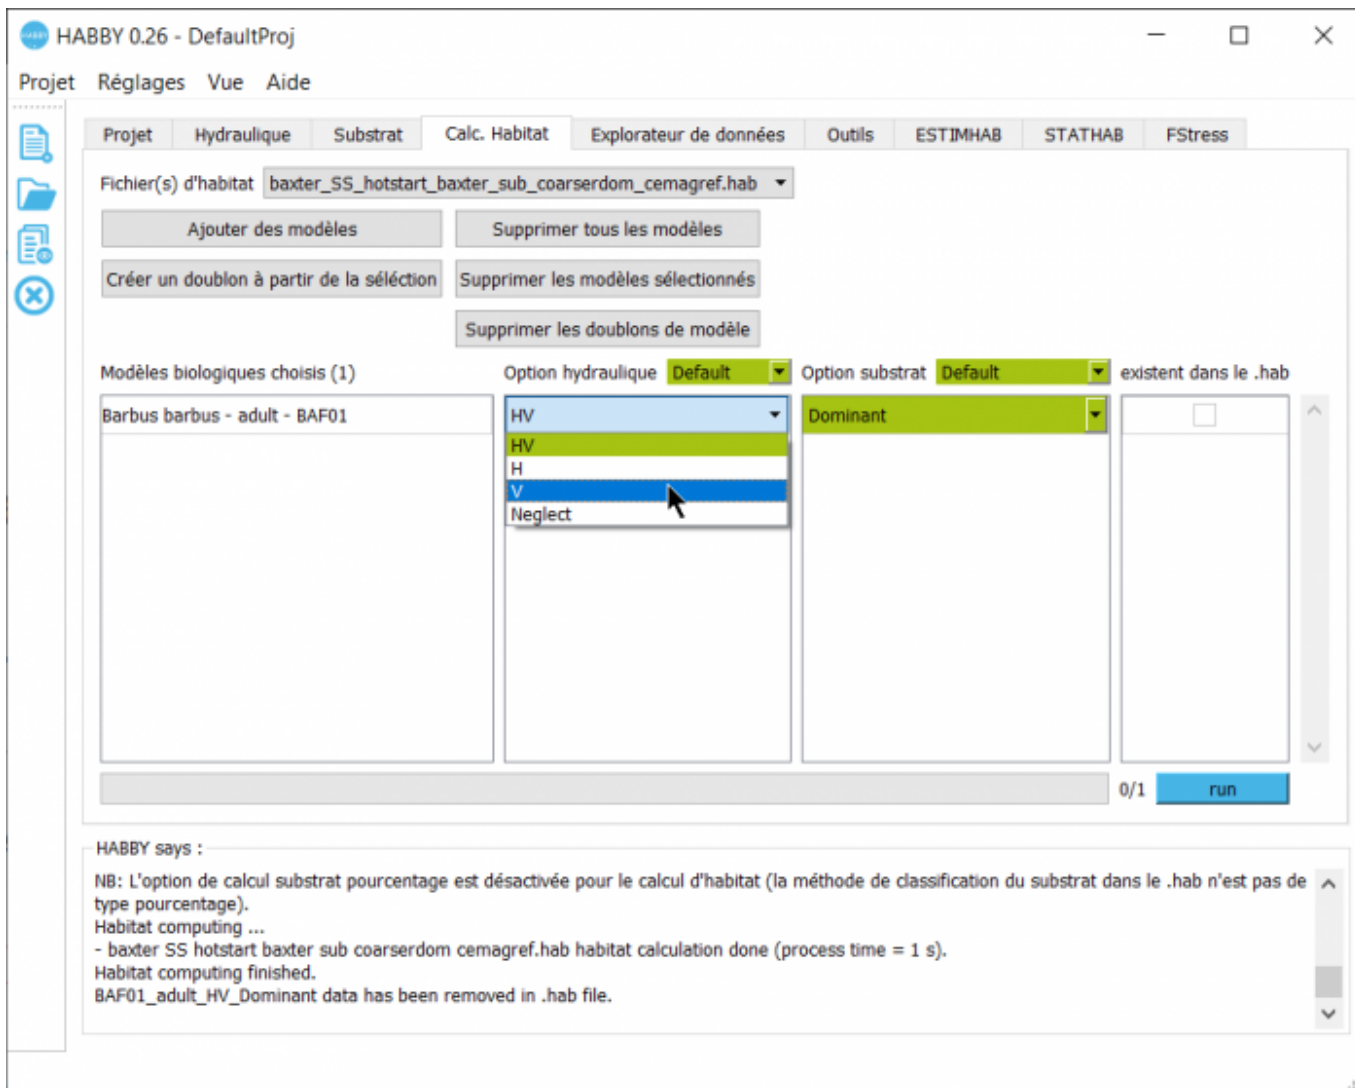 HABBY 0.26 - DefaultProj
Projet Réglages Vue Aide
Projet Hydraulique Substrat Calc. Habitat Explorateur de données Outils ESTIMHAB STATHAB FStress
Fichier(s) d'habitat baxter_SS_hotstart_baxter_sub_coarserdom_cemagref.hab
Ajouter des modèles Supprimer tous les modèles
Créer un doublon à partir de la séléction Supprimer les modèles sélectionnés
Supprimer les doublons de modèle
Modèles biologiques choisis (1) Option hydraulique Default Option substrat Default existent dans le .hab
Barbus barbus - adult - BAF01 HV Dominant
HV
H
V
Neglect
0/1 run
HABBY says :
NB: L'option de calcul substrat pourcentage est désactivée pour le calcul d'habitat (la méthode de classification du substrat dans le .hab n'est pas de
type pourcentage).
Habitat computing ...
- baxter SS hotstart baxter sub coarserdom cemagref.hab habitat calculation done (process time = 1 s).
Habitat computing finished.
BAF01_adult_HV_Dominant data has been removed in .hab file.